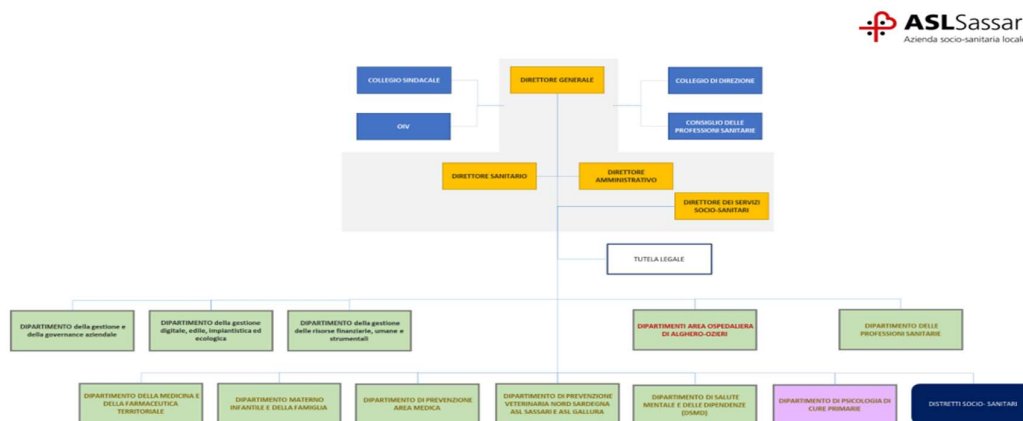 ASLSassari
Azienda socio-sanitaria locale
COLLEGIO SINDACALE
DIRETTORE GENERALE
COLLEGIO DI DIREZIONE
OIV
CONSIGLIO DELLE
PROFESSIONI SANITARIE
DIRETTORE SANITARIO
DIRETTORE
AMMINISTRATIVO
DIRETTORE DEI SERVIZI
SOCIO-SANITARI
TUTELA LEGALE
DIPARTIMENTO della gestione e
della governance aziendale
DIPARTIMENTO della gestione
digitale, edile, impiantistica ed
ecologica
DIPARTIMENTO della gestione
delle risorse finanziarie, umane e
strumentali
DIPARTIMENTI AREA OSPEDALIERA
DI ALGHERO-OZIERI
DIPARTIMENTO DELLE
PROFESSIONI SANITARIE
DIPARTIMENTO DELLA MEDICINA E
DELLA FARMACEUTICA
TERRITORIALE
DIPARTIMENTO MATERNO
INFANTILE E DELLA FAMIGLIA
DIPARTIMENTO DI PREVENZIONE
AREA MEDICA
DIPARTIMENTO DI PREVENZIONE
VETERINARIA NORD SARDEGNA
ASL SASSARI E ASL GALLURA
DIPARTIMENTO DI SALUTE
MENTALE E DELLE DIPENDENZE
(DSMD)
DIPARTIMENTO DI PSICOLOGIA DI
CURE PRIMARIE
DISTRETTI SOCIO- SANITARI